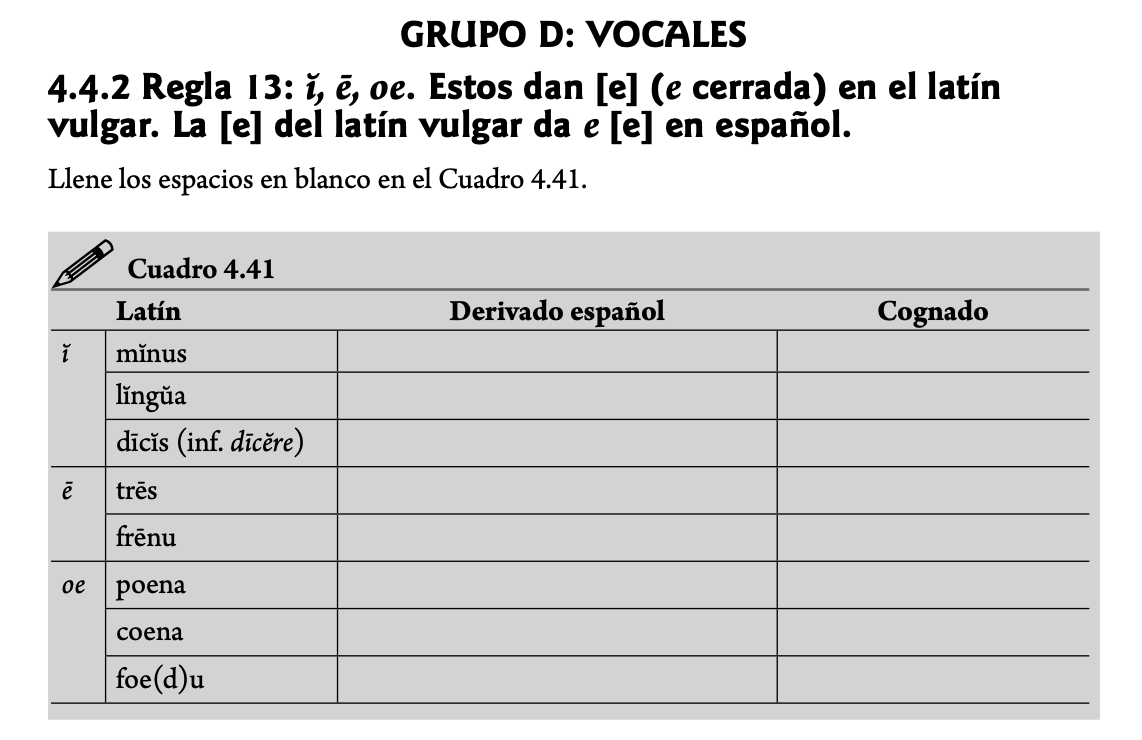 GRUPO D: VOCALES
4.4.2 Regla 13: ĭ, ē, oe. Estos dan [e] (e cerrada) en el latín
vulgar. La [e] del latín vulgar da e [e] en español.
Llene los espacios en blanco en el Cuadro 4.41.
Cuadro 4.41
Latín Derivado español Cognado
ĭ mĭnus
lĭngŭa
dīcĭs (inf. dīcĕre)
ē trēs
frēnu
oe poena
coena
foe(d)u